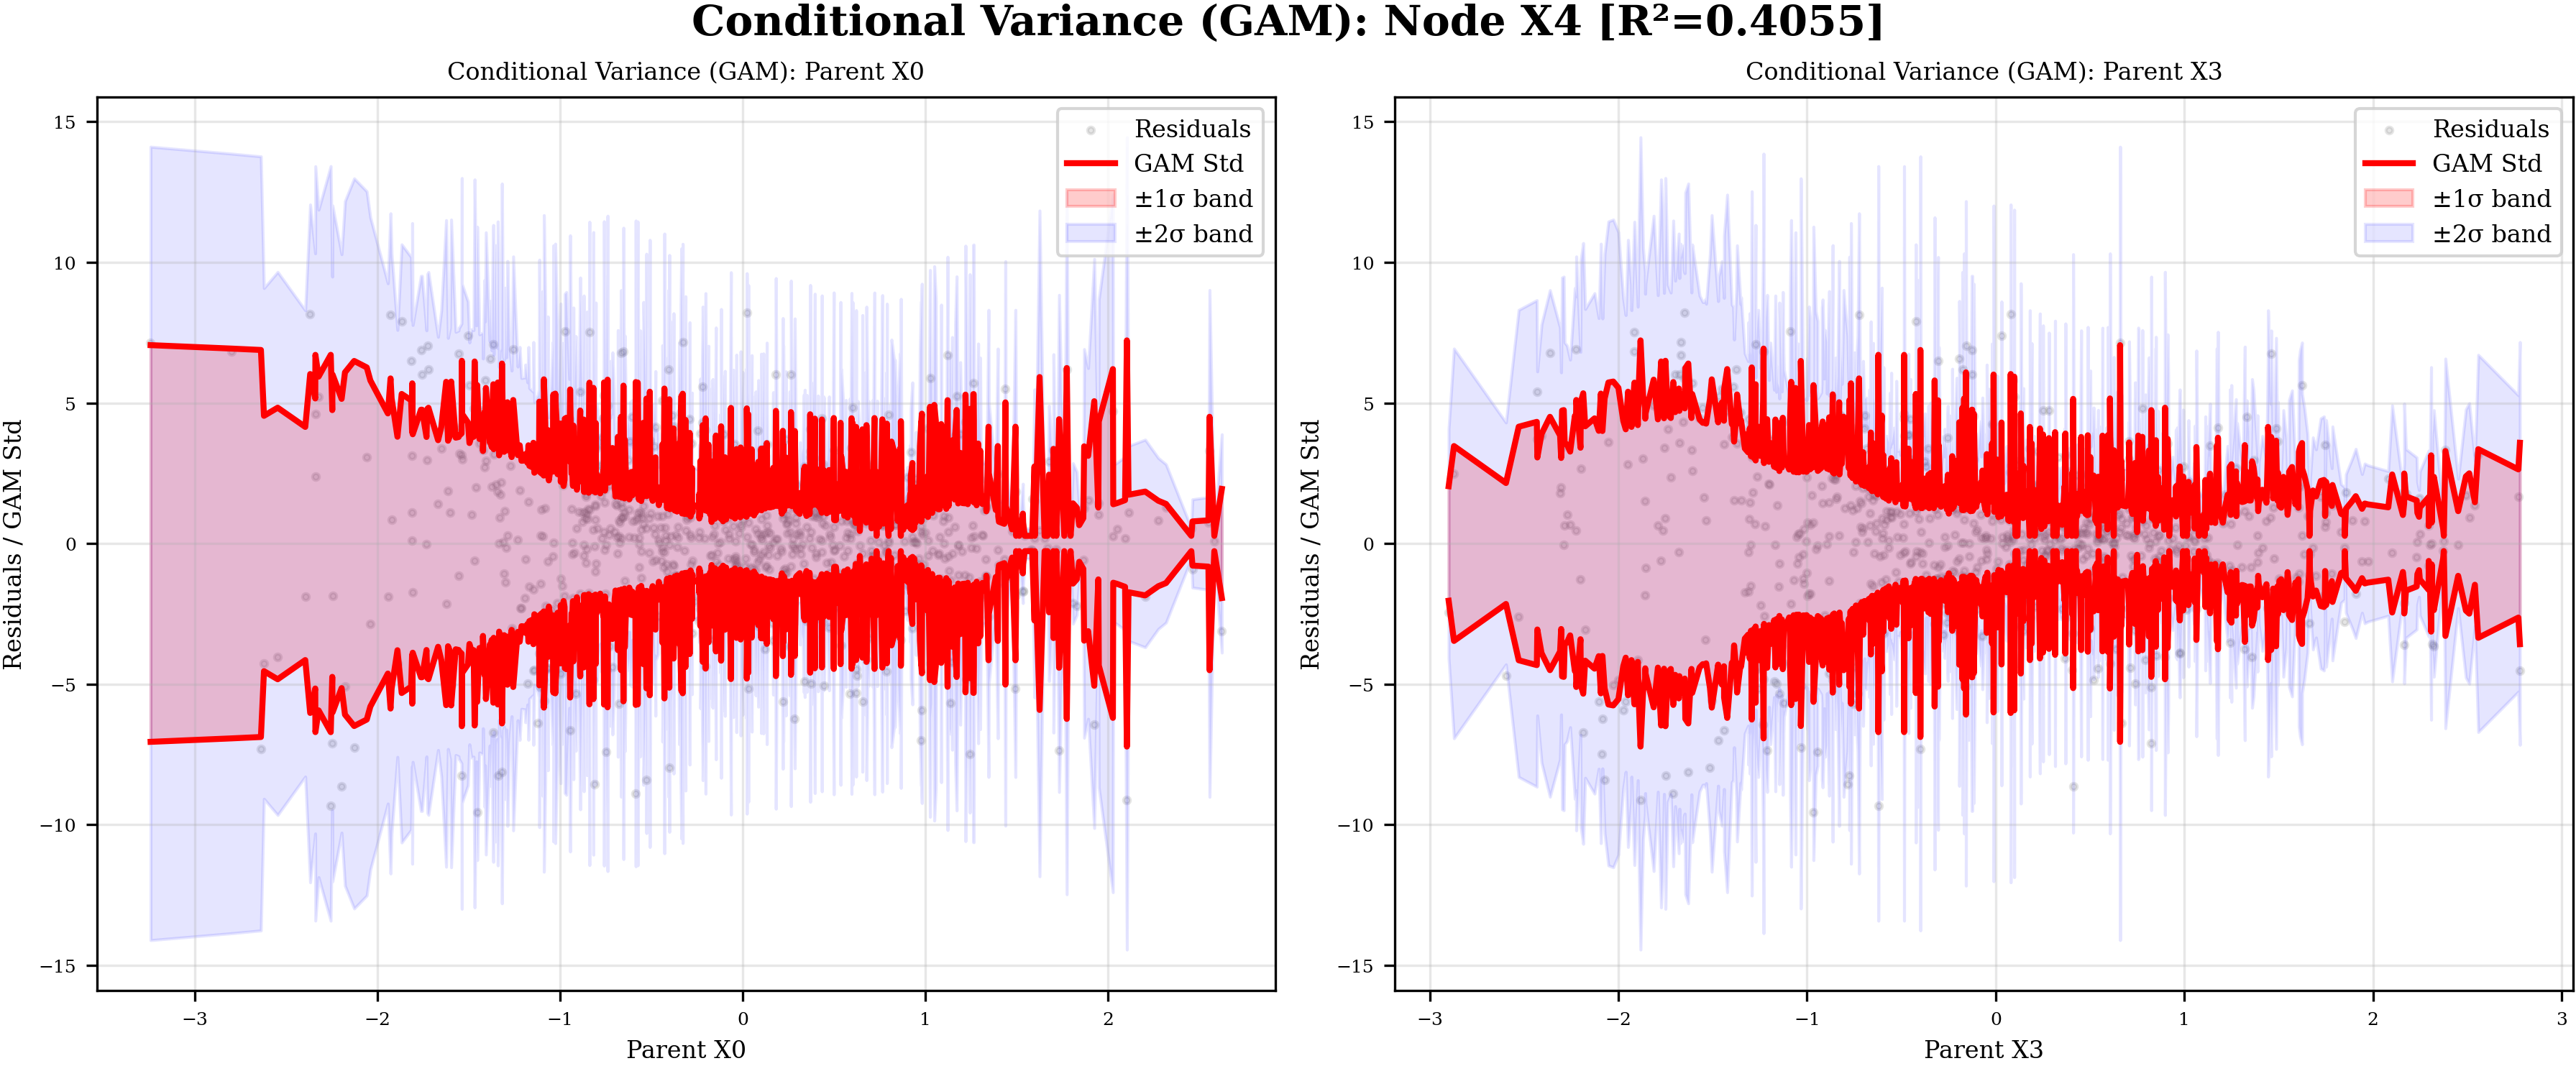 Conditional Variance (GAM): Node X4 [R²=0.4055]
Conditional Variance (GAM): Parent X0
Residuals / GAM Std
15
10
5
0
−5
−10
−15
−3
−2
−1
0
1
2
Parent X0
Residuals
GAM Std
±1σ band
±2σ band
Conditional Variance (GAM): Parent X3
Residuals / GAM Std
15
10
5
0
−5
−10
−15
−3
−2
−1
0
1
2
3
Parent X3
Residuals
GAM Std
±1σ band
±2σ band